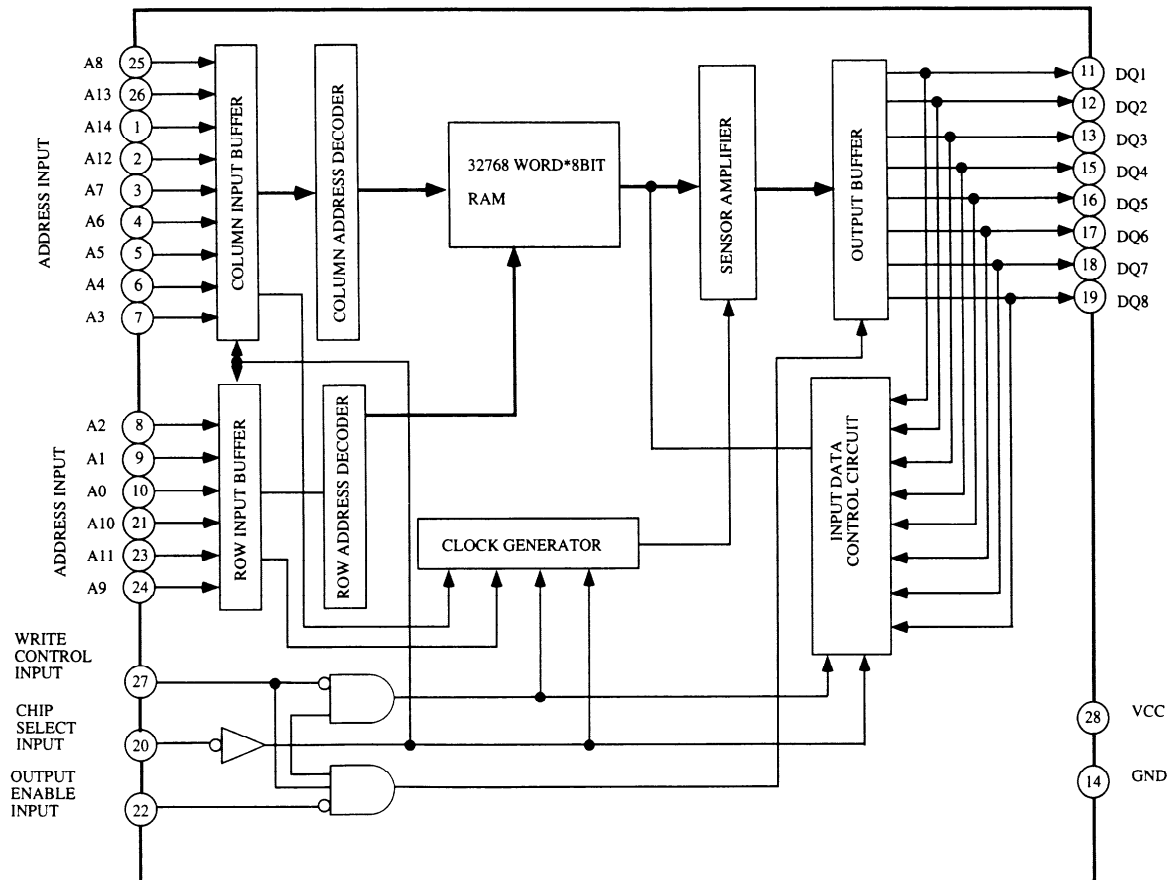 ADDRESS INPUT
A8 25
A13 26
A14 1
A12 2
A7 3
A6 4
A5 5
A4 6
A3 7
COLUMN INPUT BUFFER
COLUMN ADDRESS DECODER
32768 WORD*8BIT
RAM
SENSOR AMPLIFIER
OUTPUT BUFFER
11 DQ1
12 DQ2
13 DQ3
15 DQ4
16 DQ5
17 DQ6
18 DQ7
19 DQ8
ADDRESS INPUT
A2 8
A1 9
A0 10
A10 21
A11 23
A9 24
ROW INPUT BUFFER
ROW ADDRESS DECODER
CLOCK GENERATOR
INPUT DATA
CONTROL CIRCUIT
WRITE
CONTROL
INPUT
27
CHIP
SELECT
INPUT
20
OUTPUT
ENABLE
INPUT
22
28 VCC
14 GND